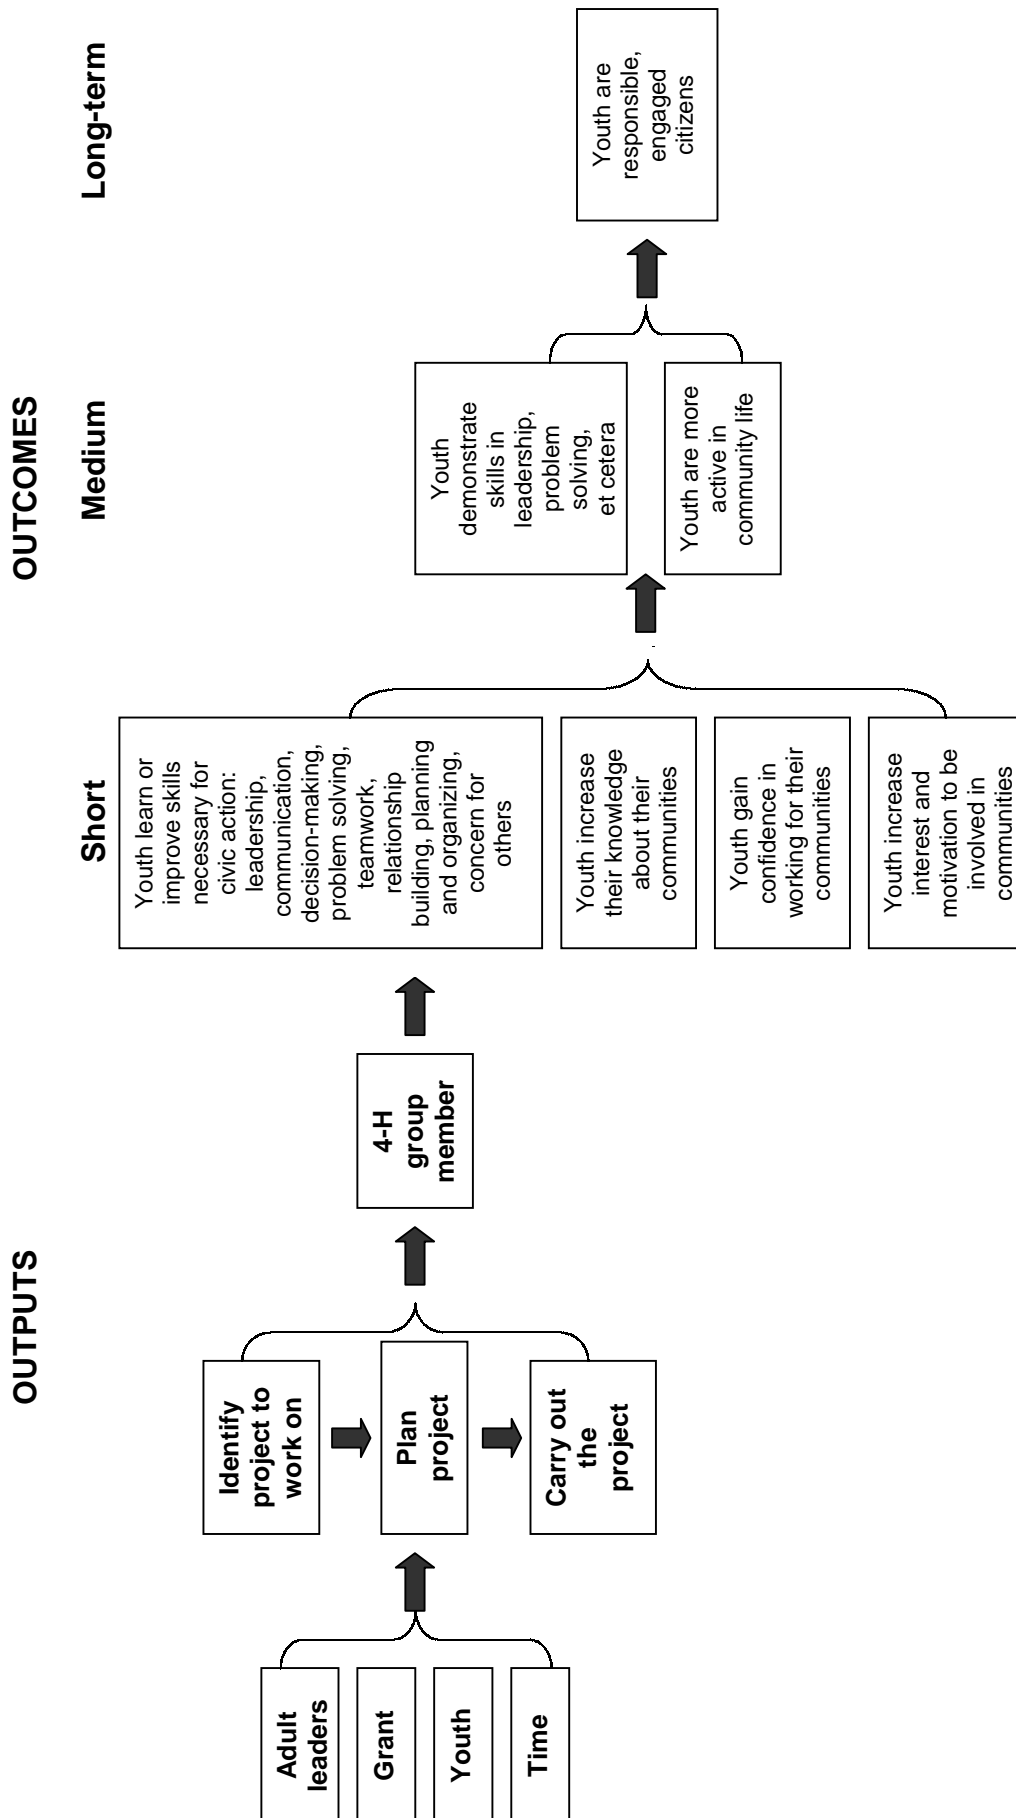 OUTPUTS
OUTCOMES
Short
Medium
Long-term
Adult
leaders
Grant
Youth
Time
Identify
project to
work on
Plan
project
Carry out
the
project
4-H
group
member
Youth learn or
improve skills
necessary for
civic action:
leadership,
communication,
decision-making,
problem solving,
teamwork,
relationship
building, planning
and organizing,
concern for
others
Youth increase
their knowledge
about their
communities
Youth gain
confidence in
working for their
communities
Youth increase
interest and
motivation to be
involved in
communities
Youth
demonstrate
skills in
leadership,
problem
solving,
et cetera
Youth are more
active in
community life
Youth are
responsible,
engaged
citizens